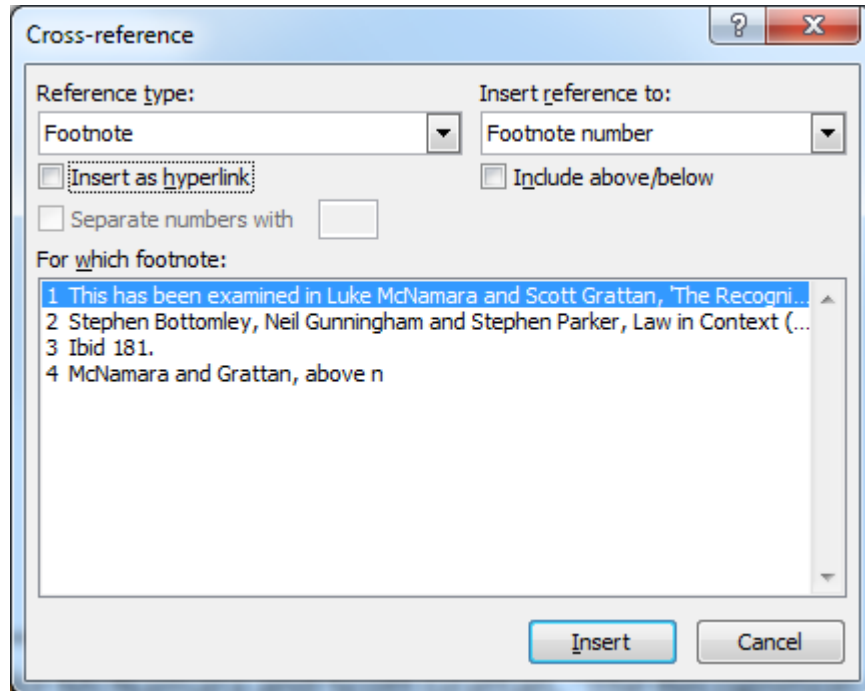 Cross-reference
Reference type:
Insert reference to:
Footnote
Footnote number
Insert as hyperlink
Include above/below
Separate numbers with
For which footnote:
1 This has been examined in Luke McNamara and Scott Grattan, 'The Recogni...
2 Stephen Bottomley, Neil Gunningham and Stephen Parker, Law in Context (...
3 Ibid 181.
4 McNamara and Grattan, above n
Insert
Cancel